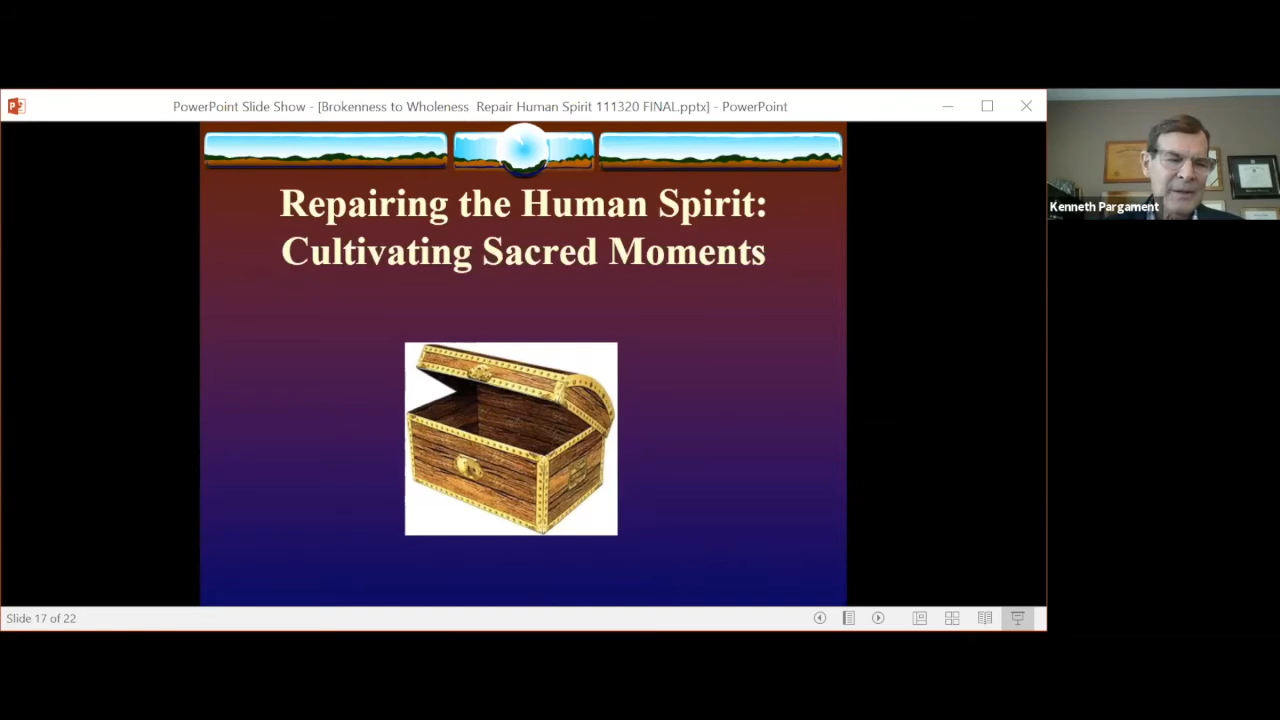 PowerPoint Slide Show - [Brokenness to Wholeness  Repair Human Spirit 111320 FINAL.pptx] - PowerPoint
Repairing the Human Spirit:
Cultivating Sacred Moments
Kenneth Pargament
Slide 17 of 22